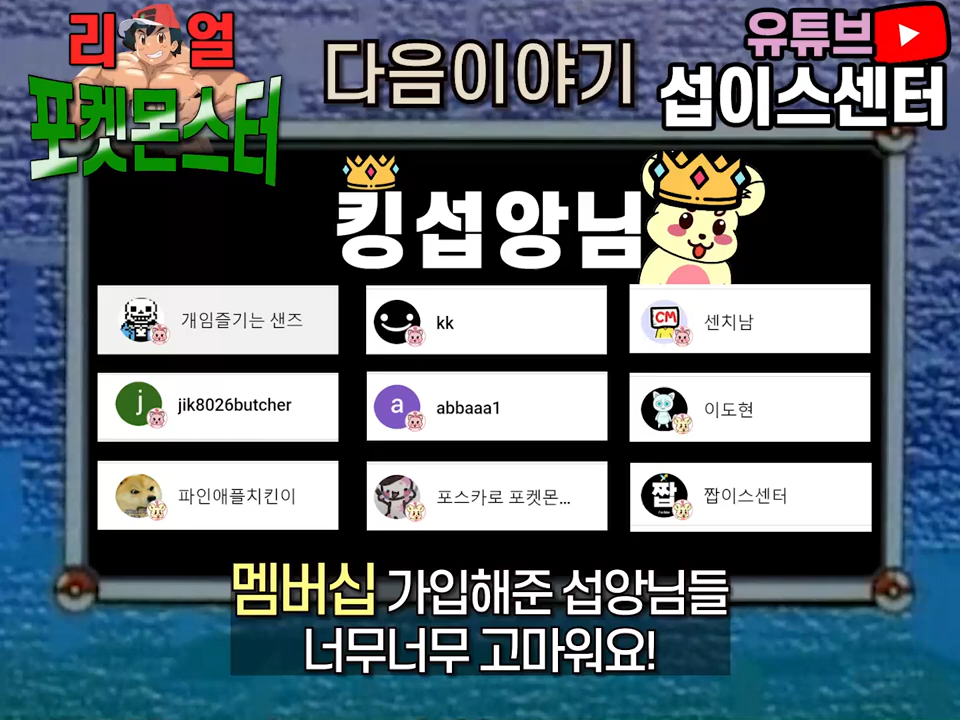 리얼
포켓몬스터
다음이야기
유튜브
섭이스센터
킹섭앙님
개임즐기는 샌즈
kk
CM
센치남
j
jik8026butcher
a
abbaaa1
이도현
파인애플치킨이
포스카로 포켓몬...
짭
짭이스센터
멤버십 가입해준 섭앙님들
너무너무 고마워요!